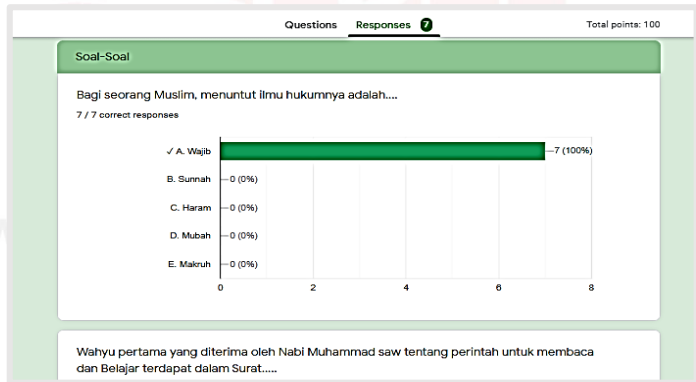 Questions Responses 7 Total points: 100
Soal-Soal
Bagi seorang Muslim, menuntut ilmu hukumnya adalah....
7 / 7 correct responses
✓ A. Wajib 7 (100%)
B. Sunnah 0 (0%)
C. Haram 0 (0%)
D. Mubah 0 (0%)
E. Makruh 0 (0%)
0 2 4 6 8
Wahyu pertama yang diterima oleh Nabi Muhammad saw tentang perintah untuk membaca
dan Belajar terdapat dalam Surat.....